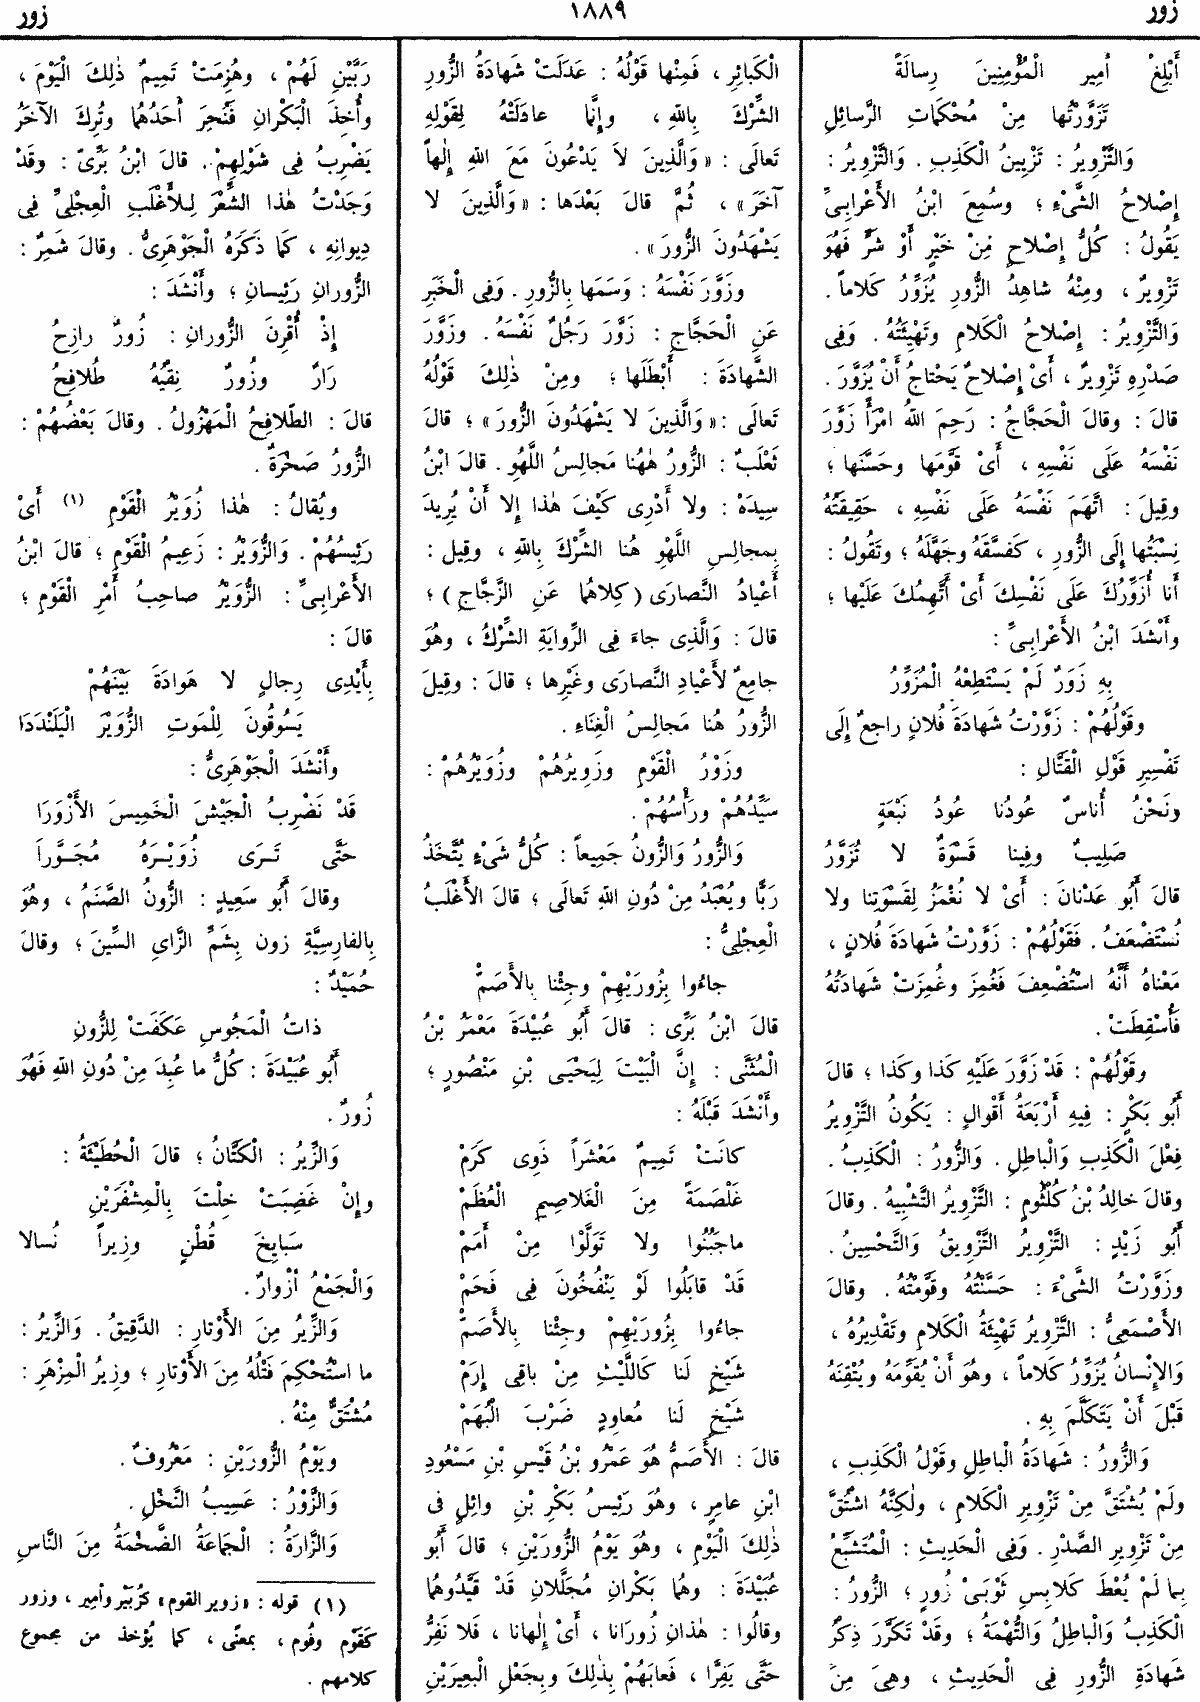 زور
١٨٨٩
زور
أَبْلِغْ أَمِيرَ الْمُؤْمِنِينَ رِسالَةً
تَزَوَّرْتُها مِنْ مُحْكَماتِ الرَّسائِلِ
وَالتَّزْوِيرُ : تَزْيِينُ الْكَذِبِ . وَالتَّزْوِيرُ :
إِصْلاحُ الشَّىْءِ ؛ وسُمِعَ ابْنُ الأَعْرابِىِّ
يَقُولُ : كُلُّ إِصْلاحٍ مِنْ خَيْرٍ أَوْ شَرٍّ فَهُوَ
تَزْوِيرٌ ، ومِنْهُ شاهِدُ الزُّورِ يُزَوِّرُ كَلاماً .
وَالتَّزْوِيرُ : إِصْلاحُ الْكَلامِ وتَهْيِئَتُهُ . وَفِى
صَدْرِهِ تَزْوِيرٌ ، أَىْ إِصْلاحٌ يَحْتاجُ أَنْ يُزَوَّرَ .
قالَ : وقالَ الْحَجَّاجُ : رَحِمَ اللهُ امْرَأً زَوَّرَ
نَفْسَهُ عَلَى نَفْسِهِ ، أَىْ قَوَّمَها وحَسَّنَها ؛
وقِيلَ : اتَّهَمَ نَفْسَهُ عَلَى نَفْسِهِ ، حَقِيقَتُهُ
نِسْبَتُها إِلَى الزُّورِ ، كَفَسَّقَهُ وجَهَّلَهُ ؛ وتَقُولُ :
أَنا أُزَوِّرُكَ عَلَى نَفْسِكَ أَىْ أَتَّهِمُكَ عَلَيْها ؛
وأَنْشَدَ ابْنُ الأَعْرابِىِّ :
بِهِ زَوَرٌ لَمْ يَسْتَطِعْهُ الْمُزَوِّرُ
وقَوْلُهُمْ : زَوَّرْتُ شَهادَةَ فُلانٍ راجِعٌ إِلَى
تَفْسِيرِ قَوْلِ الْقَتَّالِ :
ونَحْنُ أُناسٌ عُودُنا عُودُ نَبْعَةٍ
صَلِيبٌ وفِينا قَسْوَةٌ لا تُزَوَّرُ
قالَ أَبُو عَدْنانَ : أَىْ لا نُغْمَزُ لِقَسْوَتِنا ولا
نُسْتَضْعَفُ . فَقَوْلُهُمْ : زَوَّرْتُ شَهادَةَ فُلانٍ ،
مَعْناهُ أَنَّهُ اسْتُضْعِفَ فَغُمِزَ وغُمِزَتْ شَهادَتُهُ
فَأُسْقِطَتْ .
وقَوْلُهُمْ : قَدْ زَوَّرَ عَلَيْهِ كَذا وكَذا ؛ قالَ
أَبُو بَكْرٍ : فِيهِ أَرْبَعَةُ أَقْوالٍ : يَكُونُ التَّزْوِيرُ
فِعْلَ الْكَذِبِ وَالْباطِلِ . وَالزُّورُ : الْكَذِبُ .
وقالَ خالِدُ بْنُ كُلْثُومٍ : التَّزْوِيرُ التَّشْبِيهُ . وقالَ
أَبُو زَيْدٍ : التَّزْوِيرُ التَّزْوِيقُ وَالتَّحْسِينُ .
وزَوَّرْتُ الشَّىْءَ : حَسَّنْتُهُ وقَوَّمْتُهُ . وقالَ
الأَصْمَعِىُّ : التَّزْوِيرُ تَهْيِئَةُ الْكَلامِ وتَقْدِيرُهُ ،
وَالإِنْسانُ يُزَوِّرُ كَلاماً ، وهُوَ أَنْ يُقَوِّمَهُ ويُتْقِنَهُ
قَبْلَ أَنْ يَتَكَلَّمَ بِهِ .
وَالزُّورُ : شَهادَةُ الْباطِلِ وقَوْلُ الْكَذِبِ ،
ولَمْ يُشْتَقَّ مِنْ تَزْوِيرِ الْكَلامِ ، ولٰكِنَّهُ اشْتُقَّ
مِنْ تَزْوِيرِ الصَّدْرِ . وَفِى الْحَدِيثِ : الْمُتَشَبِّعُ
بِما لَمْ يُعْطَ كَلابِسِ ثَوْبَىْ زُورٍ ؛ الزُّورُ :
الْكَذِبُ وَالْباطِلُ وَالتُّهْمَةُ ؛ وقَدْ تَكَرَّرَ ذِكْرُ
شَهادَةِ الزُّورِ فِى الْحَدِيثِ ، وهِىَ مِنَ
الْكَبائِرِ ، فَمِنْها قَوْلُهُ : عَدَلَتْ شَهادَةُ الزُّورِ
الشِّرْكَ بِاللهِ ، وإِنَّما عادَلَتْهُ لِقَوْلِهِ
تَعالَى : « وَالَّذِينَ لاَ يَدْعُونَ مَعَ اللهِ إِلٰهاً
آخَرَ » ، ثُمَّ قالَ بَعْدَها : « وَالَّذِينَ لا
يَشْهَدُونَ الزُّورَ » .
وزَوَّرَ نَفْسَهُ : وَسَمَها بِالزُّورِ . وَفِى الْخَبَرِ
عَنِ الْحَجَّاجِ : زَوَّرَ رَجُلٌ نَفْسَهُ . وزَوَّرَ
الشَّهادَةَ : أَبْطَلَها ؛ ومِنْ ذٰلِكَ قَوْلُهُ
تَعالَى : « وَالَّذِينَ لا يَشْهَدُونَ الزُّورَ » ؛ قالَ
ثَعْلَبٌ : الزُّورُ هٰهُنا مَجالِسُ اللَّهْوِ . قالَ ابْنُ
سِيدَهْ : ولا أَدْرِى كَيْفَ هٰذا إِلا أَنْ يُرِيدَ
بِمجالِسِ اللَّهْوِ هُنا الشِّرْكَ بِاللهِ ، وقِيلَ :
أَعْيادُ النَّصارَى ( كِلاهُما عَنِ الزَّجَّاجِ ) ؛
قالَ : وَالَّذِى جاءَ فِى الرِّوايَةِ الشِّرْكُ ، وهُوَ
جامِعٌ لأَعْيادِ النَّصارَى وغَيْرِها ؛ قالَ : وقِيلَ
الزُّورُ هُنا مَجالِسُ الْغِناءِ .
وزَوْرُ الْقَوْمِ وزَوِيرُهُمْ وزُوَيْرُهُمْ :
سَيِّدُهُمْ ورَأْسُهُمْ .
وَالزُّورُ وَالزُّونُ جَمِيعاً : كُلُّ شَىْءٍ يُتَّخَذُ
رَبًّا ويُعْبَدُ مِنْ دُونِ اللهِ تَعالَى ؛ قالَ الأَغْلَبُ
الْعِجْلِىُّ :
جاءُوا بِزُورَيْهِمْ وجِئْنا بِالأَصَمّْ
قالَ ابْنُ بَرِّى : قالَ أَبُو عُبَيْدَةَ مَعْمَرُ بْنُ
الْمُثَنَّى : إِنَّ الْبَيْتَ لِيَحْيَى بْنِ مَنْصُورٍ ؛
وأَنْشَدَ قَبْلَهُ :
كانَتْ تَمِيمٌ مَعْشَراً ذَوِى كَرَمْ
غَلْصَمَةً مِنَ الْغَلاصِيمِ الْعُظَمْ
ماجَبُنُوا ولا تَوَلَّوْا مِنْ أَمَمْ
قَدْ قابَلُوا لَوْ يَنْفُخُونَ فِى فَحَمْ
جاءُوا بِزُورَيْهِمْ وجِئْنا بِالأَصَمّْ
شَيْخٍ لَنا كَاللَّيْثِ مِنْ باقِى إِرَمْ
شَيْخٍ لَنا مُعاوِدٍ ضَرْبَ الْبُهَمْ
قالَ : الأَصَمُّ هُوَ عَمْرُو بْنُ قَيْسِ بْنِ مَسْعُودِ
ابْنِ عامِرٍ ، وهُوَ رَئِيسُ بَكْرِ بْنِ وائِلٍ فى
ذٰلِكَ الْيَوْمِ ، وهُوَ يَوْمُ الزُّورَيْنِ ؛ قالَ أَبُو
عُبَيْدَةَ : وهُما بَكْرانِ مُجَلَّلانِ قَدْ قَيَّدُوهُما
وقالُوا : هٰذانِ زُورَانا ، أَىْ إِلٰهانا ، فَلا نَفِرُّ
حَتَّى يَفِرَّا ، فَعابَهُمْ بِذٰلِكَ وبِجَعْلِ الْبَعِيرَيْنِ
رَبَّيْنِ لَهُمْ ، وهُزِمَتْ تَمِيمٌ ذٰلِكَ الْيَوْمَ ،
وأُخِذَ الْبَكْرانِ فَنُحِرَ أَحَدُهُما وتُرِكَ الآخَرُ
يَضْرِبُ فِى شَوْلِهِمْ . قالَ ابْنُ بَرِّىّ : وقَدْ
وَجَدْتُ هٰذا الشِّعْرَ لِلأَغْلَبِ الْعِجْلِىِّ فِى
دِيوانِهِ ، كَما ذَكَرَهُ الْجَوْهَرِىُّ . وقالَ شَمِرٌ :
الزُّورانِ رَئِيسانِ ؛ وأَنْشَدَ :
إِذْ أُقْرِنَ الزُّورانِ : زُورٌ رازِحُ
رَارٌ وزُورٌ نِقْيُهُ طُلافِحُ
قالَ : الطُّلافِحُ الْمَهْزُولُ . وقالَ بَعْضُهُمْ :
الزُّورُ صَخْرَةٌ .
ويُقالُ : هٰذا زُوَيْرُ الْقَوْمِ (١) أَىْ
رَئِيسُهُمْ . وَالزُّوَيْرُ : زَعِيمُ الْقَوْمِ ؛ قالَ ابْنُ
الأَعْرابِىِّ : الزُّوَيْرُ صاحِبُ أَمْرِ الْقَوْمِ ؛
قالَ :
بِأَيْدِى رِجالٍ لا هَوادَةَ بَيْنَهُمْ
يَسُوقُونَ لِلْمَوتِ الزُّوَيْرَ الْيَلَنْدَدَا
وأَنْشَدَ الْجَوْهَرِىُّ :
قَدْ نَضْرِبُ الْجَيْشَ الْخَمِيسَ الأَزْوَرَا
حَتَّى تَــرَى زُوَيْــرَهُ مُجَــوَّراَ
وقالَ أَبُو سَعِيدٍ : الزُّونُ الصَّنَمُ ، وهُوَ
بِالفارِسِيَّةِ زون بِشَمِّ الزَّاىِ السِّينَ ؛ وقالَ
حُمَيْدٌ :
ذاتُ الْمَجُوسِ عَكَفَتْ لِلزُّونِ
أَبُو عُبَيْدَةَ : كُلُّ ما عُبِدَ مِنْ دُونِ اللهِ فَهُوَ
زُورٌ .
وَالزِّيرُ : الْكَتَّانُ ؛ قالَ الْحُطَيْئَةُ :
وإِنْ غَضِبَتْ خِلْتَ بِالْمِشْفَرَيْنِ
سَبايِخَ قُطْنٍ وزِيراً نُسالا
وَالْجَمْعُ أَزْوارٌ .
وَالزِّيرُ مِنَ الأَوْتارِ : الدَّقِيقُ . وَالزِّيرُ :
ما اسْتُحْكِمَ فَتْلُهُ مِنَ الأَوْتارِ ؛ وزِيرُ الْمِزْهَرِ :
مُشْتَقٌّ مِنْهُ .
ويَوْمُ الزُّورَيْنِ : مَعْرُوفٌ .
وَالزَّوْرُ : عَسِيبُ النَّخْلِ .
وَالزَّارَةُ : الْجَماعَةُ الضَّخْمَةُ مِنَ النَّاسِ
(١) قوله : « زوير القوم » كزُبَيْر وأَمِير ، وزور
كقَوْم وفُوم ، بمعنًى ، كما يُؤْخذ من مجموع
كلامهم .